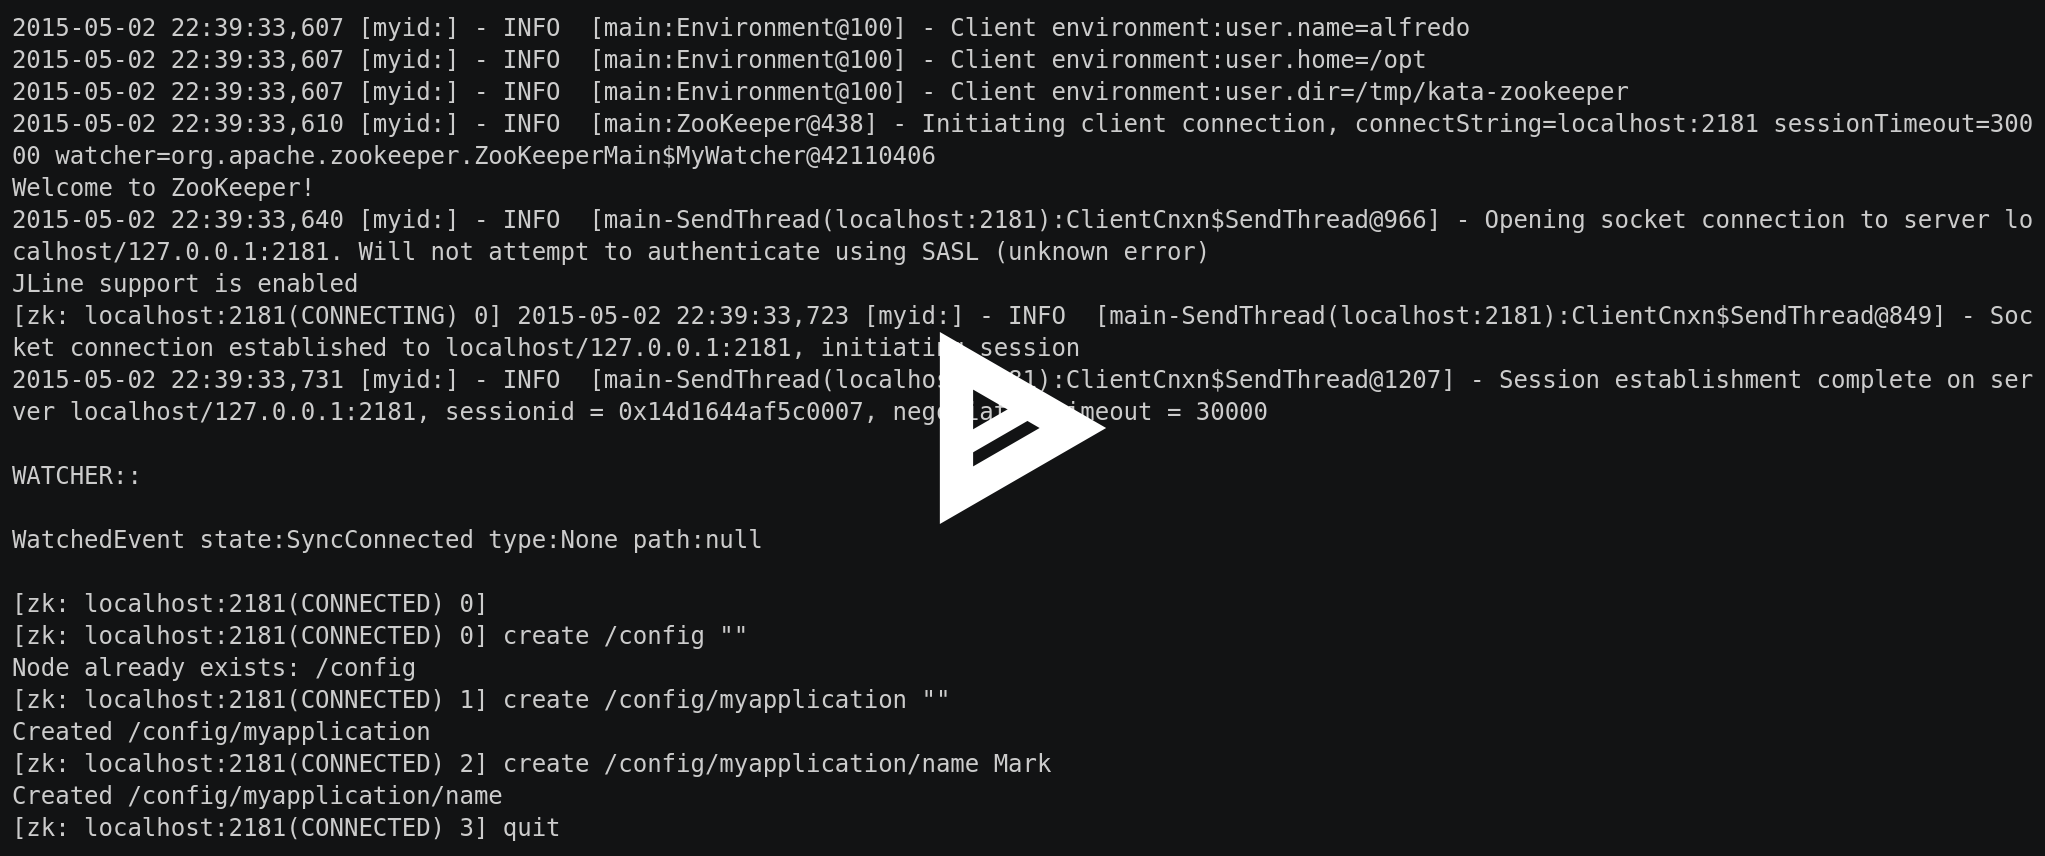 2015-05-02 22:39:33,607 [myid:] - INFO  [main:Environment@100] - Client environment:user.name=alfredo
2015-05-02 22:39:33,607 [myid:] - INFO  [main:Environment@100] - Client environment:user.home=/opt
2015-05-02 22:39:33,607 [myid:] - INFO  [main:Environment@100] - Client environment:user.dir=/tmp/kata-zookeeper
2015-05-02 22:39:33,610 [myid:] - INFO  [main:ZooKeeper@438] - Initiating client connection, connectString=localhost:2181 sessionTimeout=300
00 watcher=org.apache.zookeeper.ZooKeeperMain$MyWatcher@42110406
Welcome to ZooKeeper!
2015-05-02 22:39:33,640 [myid:] - INFO  [main-SendThread(localhost:2181):ClientCnxn$SendThread@966] - Opening socket connection to server lo
calhost/127.0.0.1:2181. Will not attempt to authenticate using SASL (unknown error)
JLine support is enabled
[zk: localhost:2181(CONNECTING) 0] 2015-05-02 22:39:33,723 [myid:] - INFO  [main-SendThread(localhost:2181):ClientCnxn$SendThread@849] - Soc
ket connection established to localhost/127.0.0.1:2181, initiating session
2015-05-02 22:39:33,731 [myid:] - INFO  [main-SendThread(localhost:2181):ClientCnxn$SendThread@1207] - Session establishment complete on ser
ver localhost/127.0.0.1:2181, sessionid = 0x14d1644af5c0007, negotiated timeout = 30000
WATCHER::
WatchedEvent state:SyncConnected type:None path:null
[zk: localhost:2181(CONNECTED) 0]
[zk: localhost:2181(CONNECTED) 0] create /config ""
Node already exists: /config
[zk: localhost:2181(CONNECTED) 1] create /config/myapplication ""
Created /config/myapplication
[zk: localhost:2181(CONNECTED) 2] create /config/myapplication/name Mark
Created /config/myapplication/name
[zk: localhost:2181(CONNECTED) 3] quit